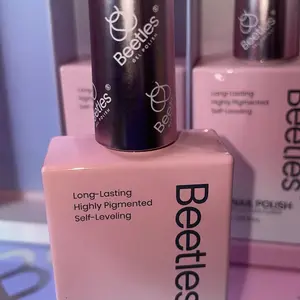 Beetles®
GEL POLISH
Beetles®
Long-Lasting
Highly Pigmented
Self-Leveling
Beetles
Long-Lasting
Highly Pigmented
Self-Leveling
NAIL POLISH